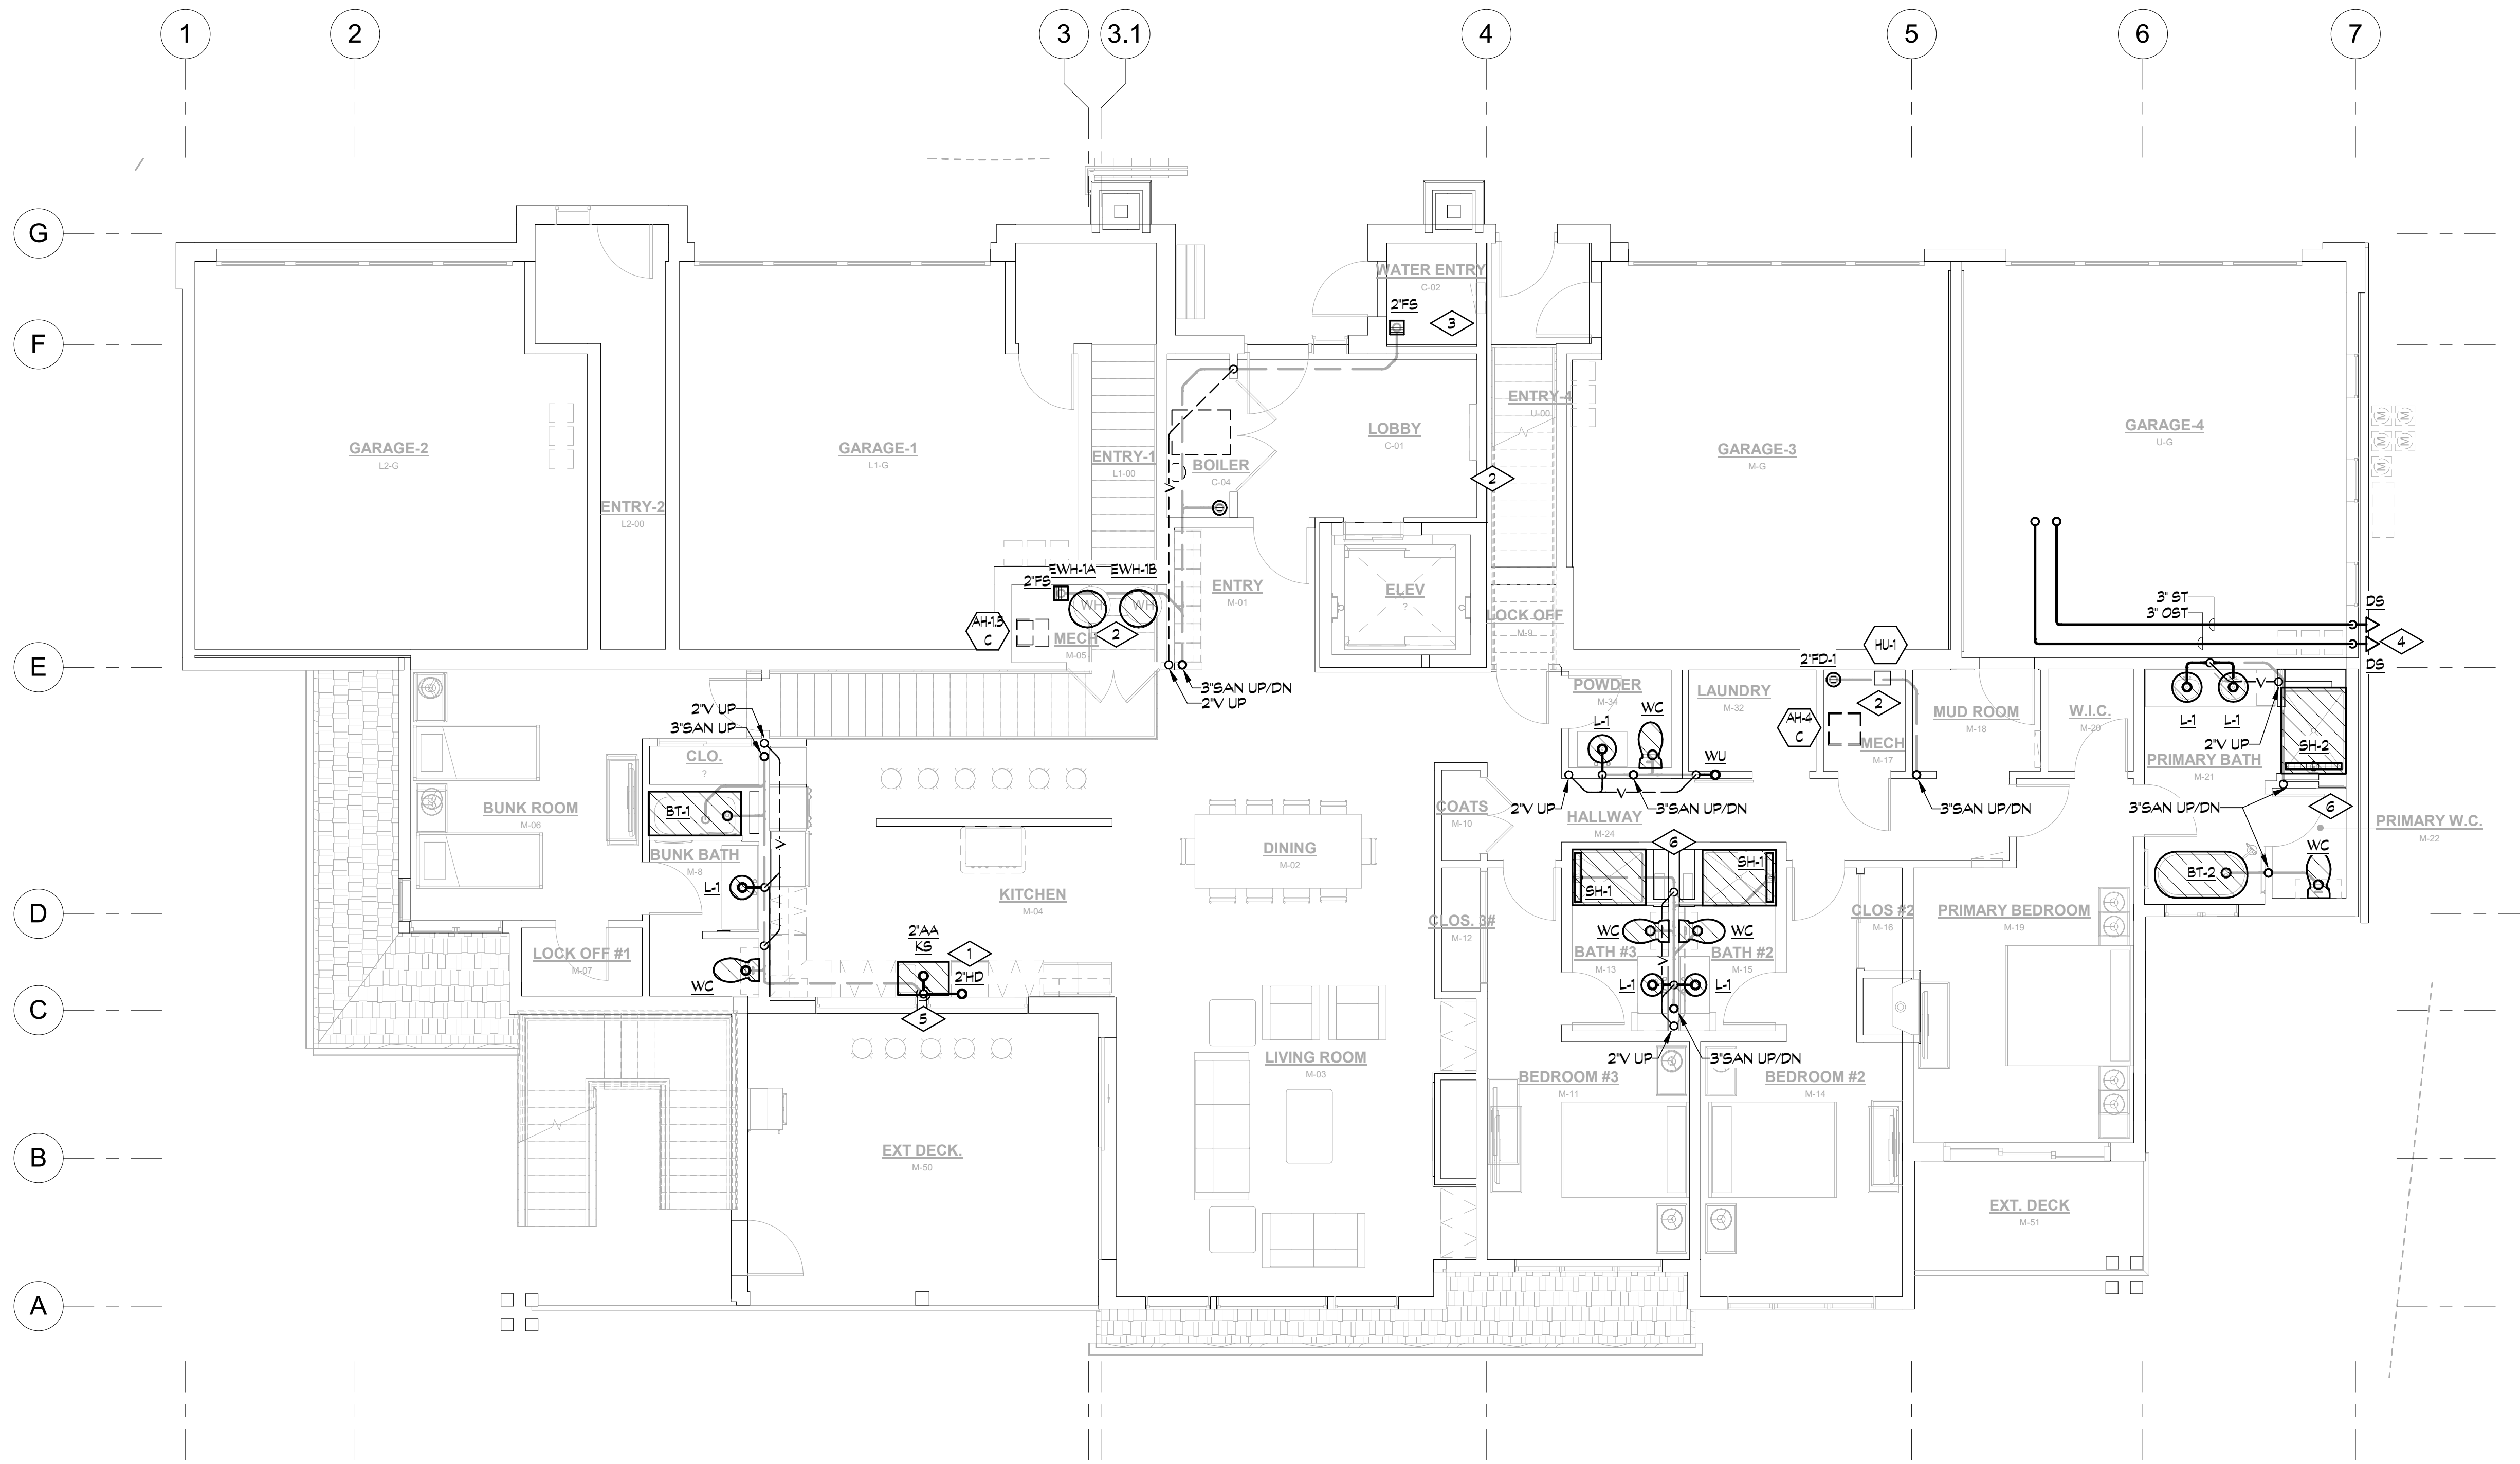 1
2
3
3.1
4
5
6
7
G
F
E
D
C
B
A
WATER ENTRY
C-02
2"FS
3
GARAGE-2
L2-G
ENTRY-2
L2-00
GARAGE-1
L1-G
ENTRY-1
L1-00
BOILER
C-04
LOBBY
C-01
2
ENTRY-4
U-00
GARAGE-3
M-G
GARAGE-4
U-G
M
M
M
M
M
EWH-1A
EWH-1B
2"FS
WH
WH
AH-1.5
C
MECH
M-05
2
ENTRY
M-01
ELEV
?
LOCK OFF
M-9
3"SAN UP/DN
2"V UP
3" ST
3" OST
DS
4
DS
HU-1
2"FD-1
POWDER
M-34
L-1
WC
LAUNDRY
M-32
WU
AH-4
C
2
MECH
M-17
MUD ROOM
M-18
W.I.C.
M-20
L-1
L-1
V
2"V UP
SH-2
PRIMARY BATH
M-21
2"V UP
3"SAN UP
CLO.
?
BUNK ROOM
M-06
BT-1
BUNK BATH
M-8
L-1
V
WC
LOCK OFF #1
M-07
KITCHEN
M-04
2"AA
KS
1
2"HD
5
DINING
M-02
COATS
M-10
2"V UP
V
3"SAN UP/DN
HALLWAY
M-24
3"SAN UP/DN
3"SAN UP/DN
6
PRIMARY W.C.
M-22
WC
BT-2
6
SH-1
SH-1
CLOS. 3#
M-12
WC
WC
BATH #3
M-13
BATH #2
M-15
V
L-1
L-1
CLOS #2
M-16
PRIMARY BEDROOM
M-19
2"V UP
3"SAN UP/DN
LIVING ROOM
M-03
BEDROOM #3
M-11
BEDROOM #2
M-14
EXT DECK.
M-50
EXT. DECK
M-51